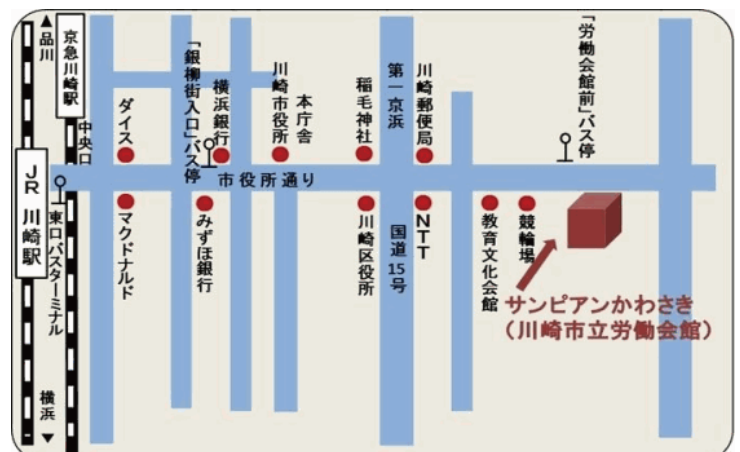 ▲品川
京急川崎駅
中央口
JR 川崎駅
東口バスターミナル
横浜▼
ダイス
マクドナルド
「銀柳街入口」バス停
横浜銀行
みずほ銀行
市役所通り
川崎市役所
本庁舎
稲毛神社
川崎区役所
第一京浜
国道15号
川崎郵便局
NTT
教育文化会館
競輪場
「労働会館前」バス停
サンピアンかわさき
(川崎市立労働会館)